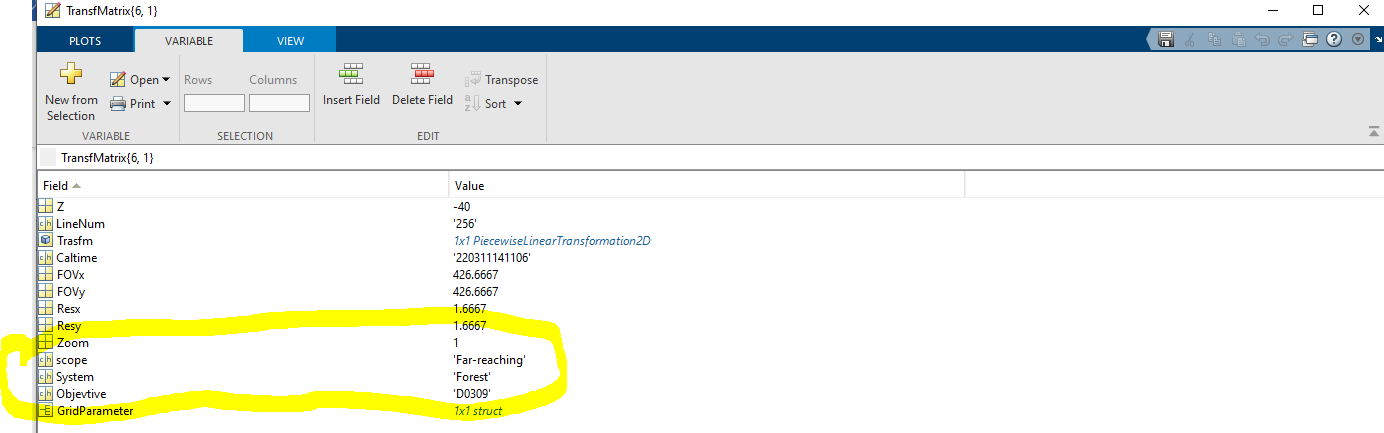 TransfMatrix{6, 1}
PLOTS VARIABLE VIEW
New from Selection
Open
Print
Rows Columns
Insert Field Delete Field
Transpose
Sort
VARIABLE SELECTION EDIT
TransfMatrix{6, 1}
Field Value
Z -40
LineNum '256'
Trasfm 1x1 PiecewiseLinearTransformation2D
Caltime '220311141106'
FOVx 426.6667
FOVy 426.6667
Resx 1.6667
Resy 1.6667
Zoom 1
scope 'Far-reaching'
System 'Forest'
Objevtive 'D0309'
GridParameter 1x1 struct